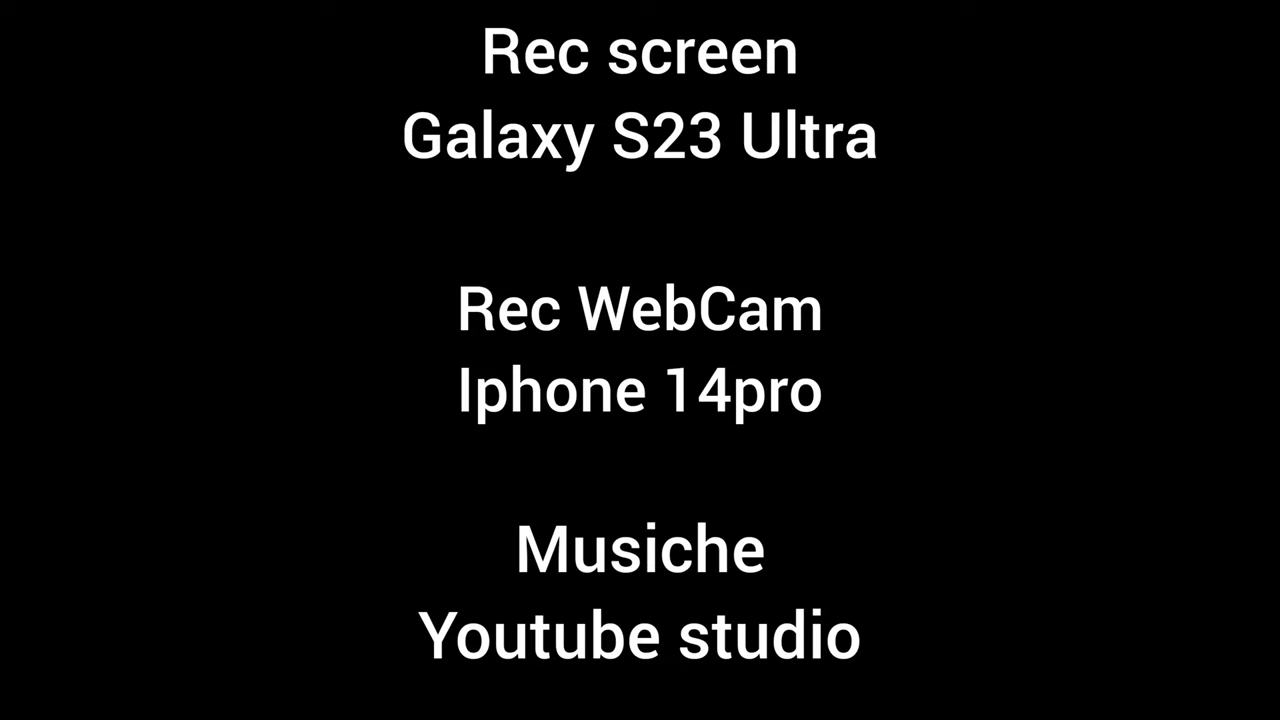 Rec screen
Galaxy S23 Ultra
Rec WebCam
Iphone 14pro
Musiche
Youtube studio